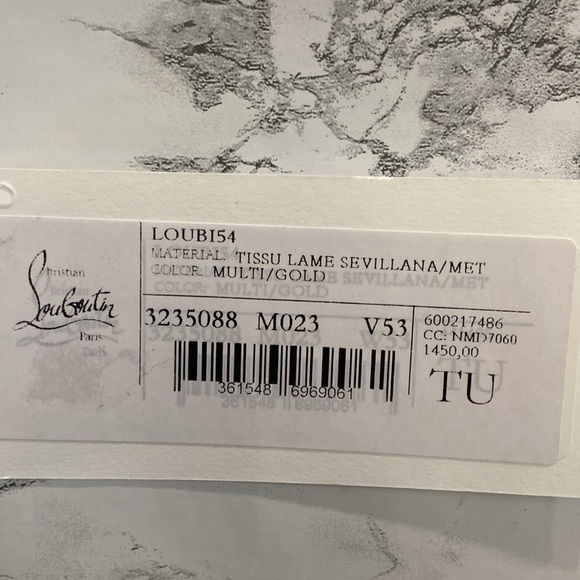 Christian
Louboutin
Paris
LOUBI54
MATERIAL: TISSU LAME SEVILLANA/MET
COLOR: MULTI/GOLD
3235088 M023 V53
361548 6969061
600217486
CC: NMD7060
1450,00
TU